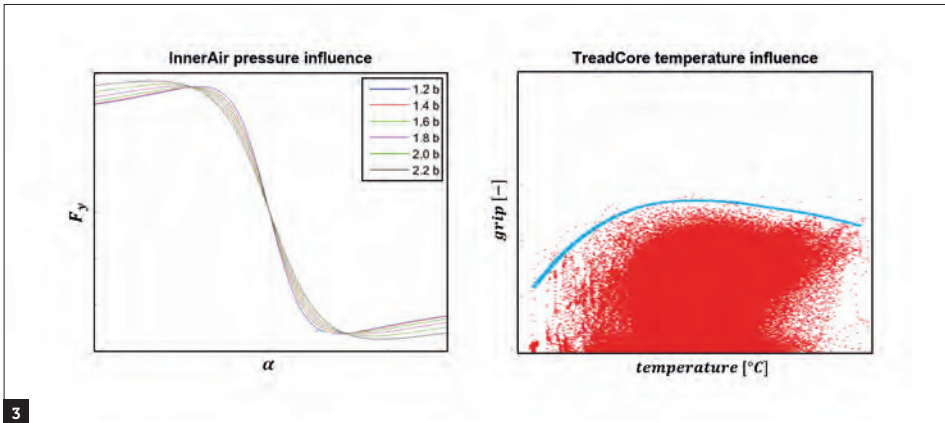 InnerAir pressure influence
F_y
α
1.2 b
1.4 b
1.6 b
1.8 b
2.0 b
2.2 b
TreadCore temperature influence
grip [−]
temperature [°C]
3